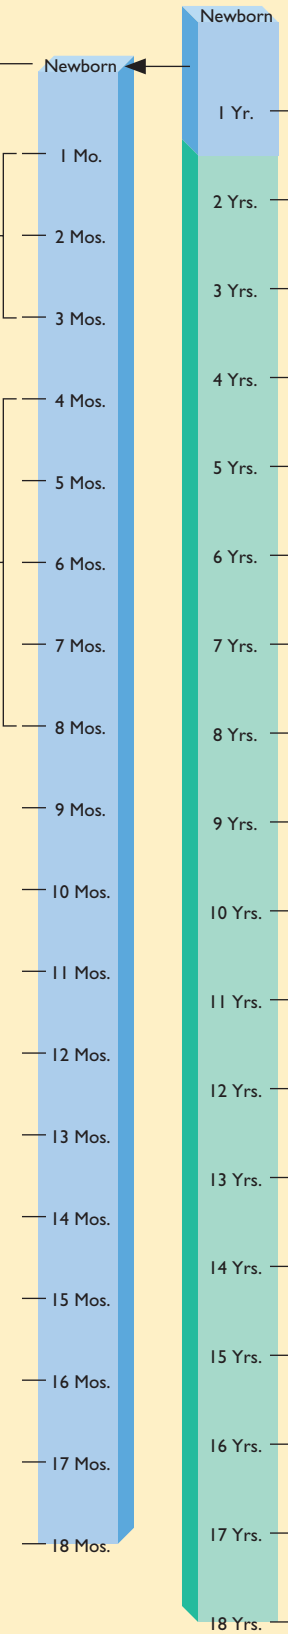 Newborn
1 Mo.
2 Mos.
3 Mos.
4 Mos.
5 Mos.
6 Mos.
7 Mos.
8 Mos.
9 Mos.
10 Mos.
11 Mos.
12 Mos.
13 Mos.
14 Mos.
15 Mos.
16 Mos.
17 Mos.
18 Mos.
Newborn
1 Yr.
2 Yrs.
3 Yrs.
4 Yrs.
5 Yrs.
6 Yrs.
7 Yrs.
8 Yrs.
9 Yrs.
10 Yrs.
11 Yrs.
12 Yrs.
13 Yrs.
14 Yrs.
15 Yrs.
16 Yrs.
17 Yrs.
18 Yrs.